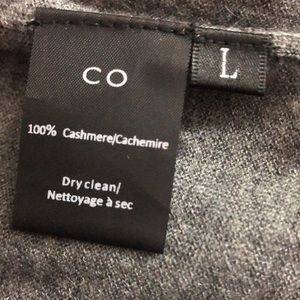 CO
L
100% Cashmere/Cachemire
Dry clean/
Nettoyage à sec